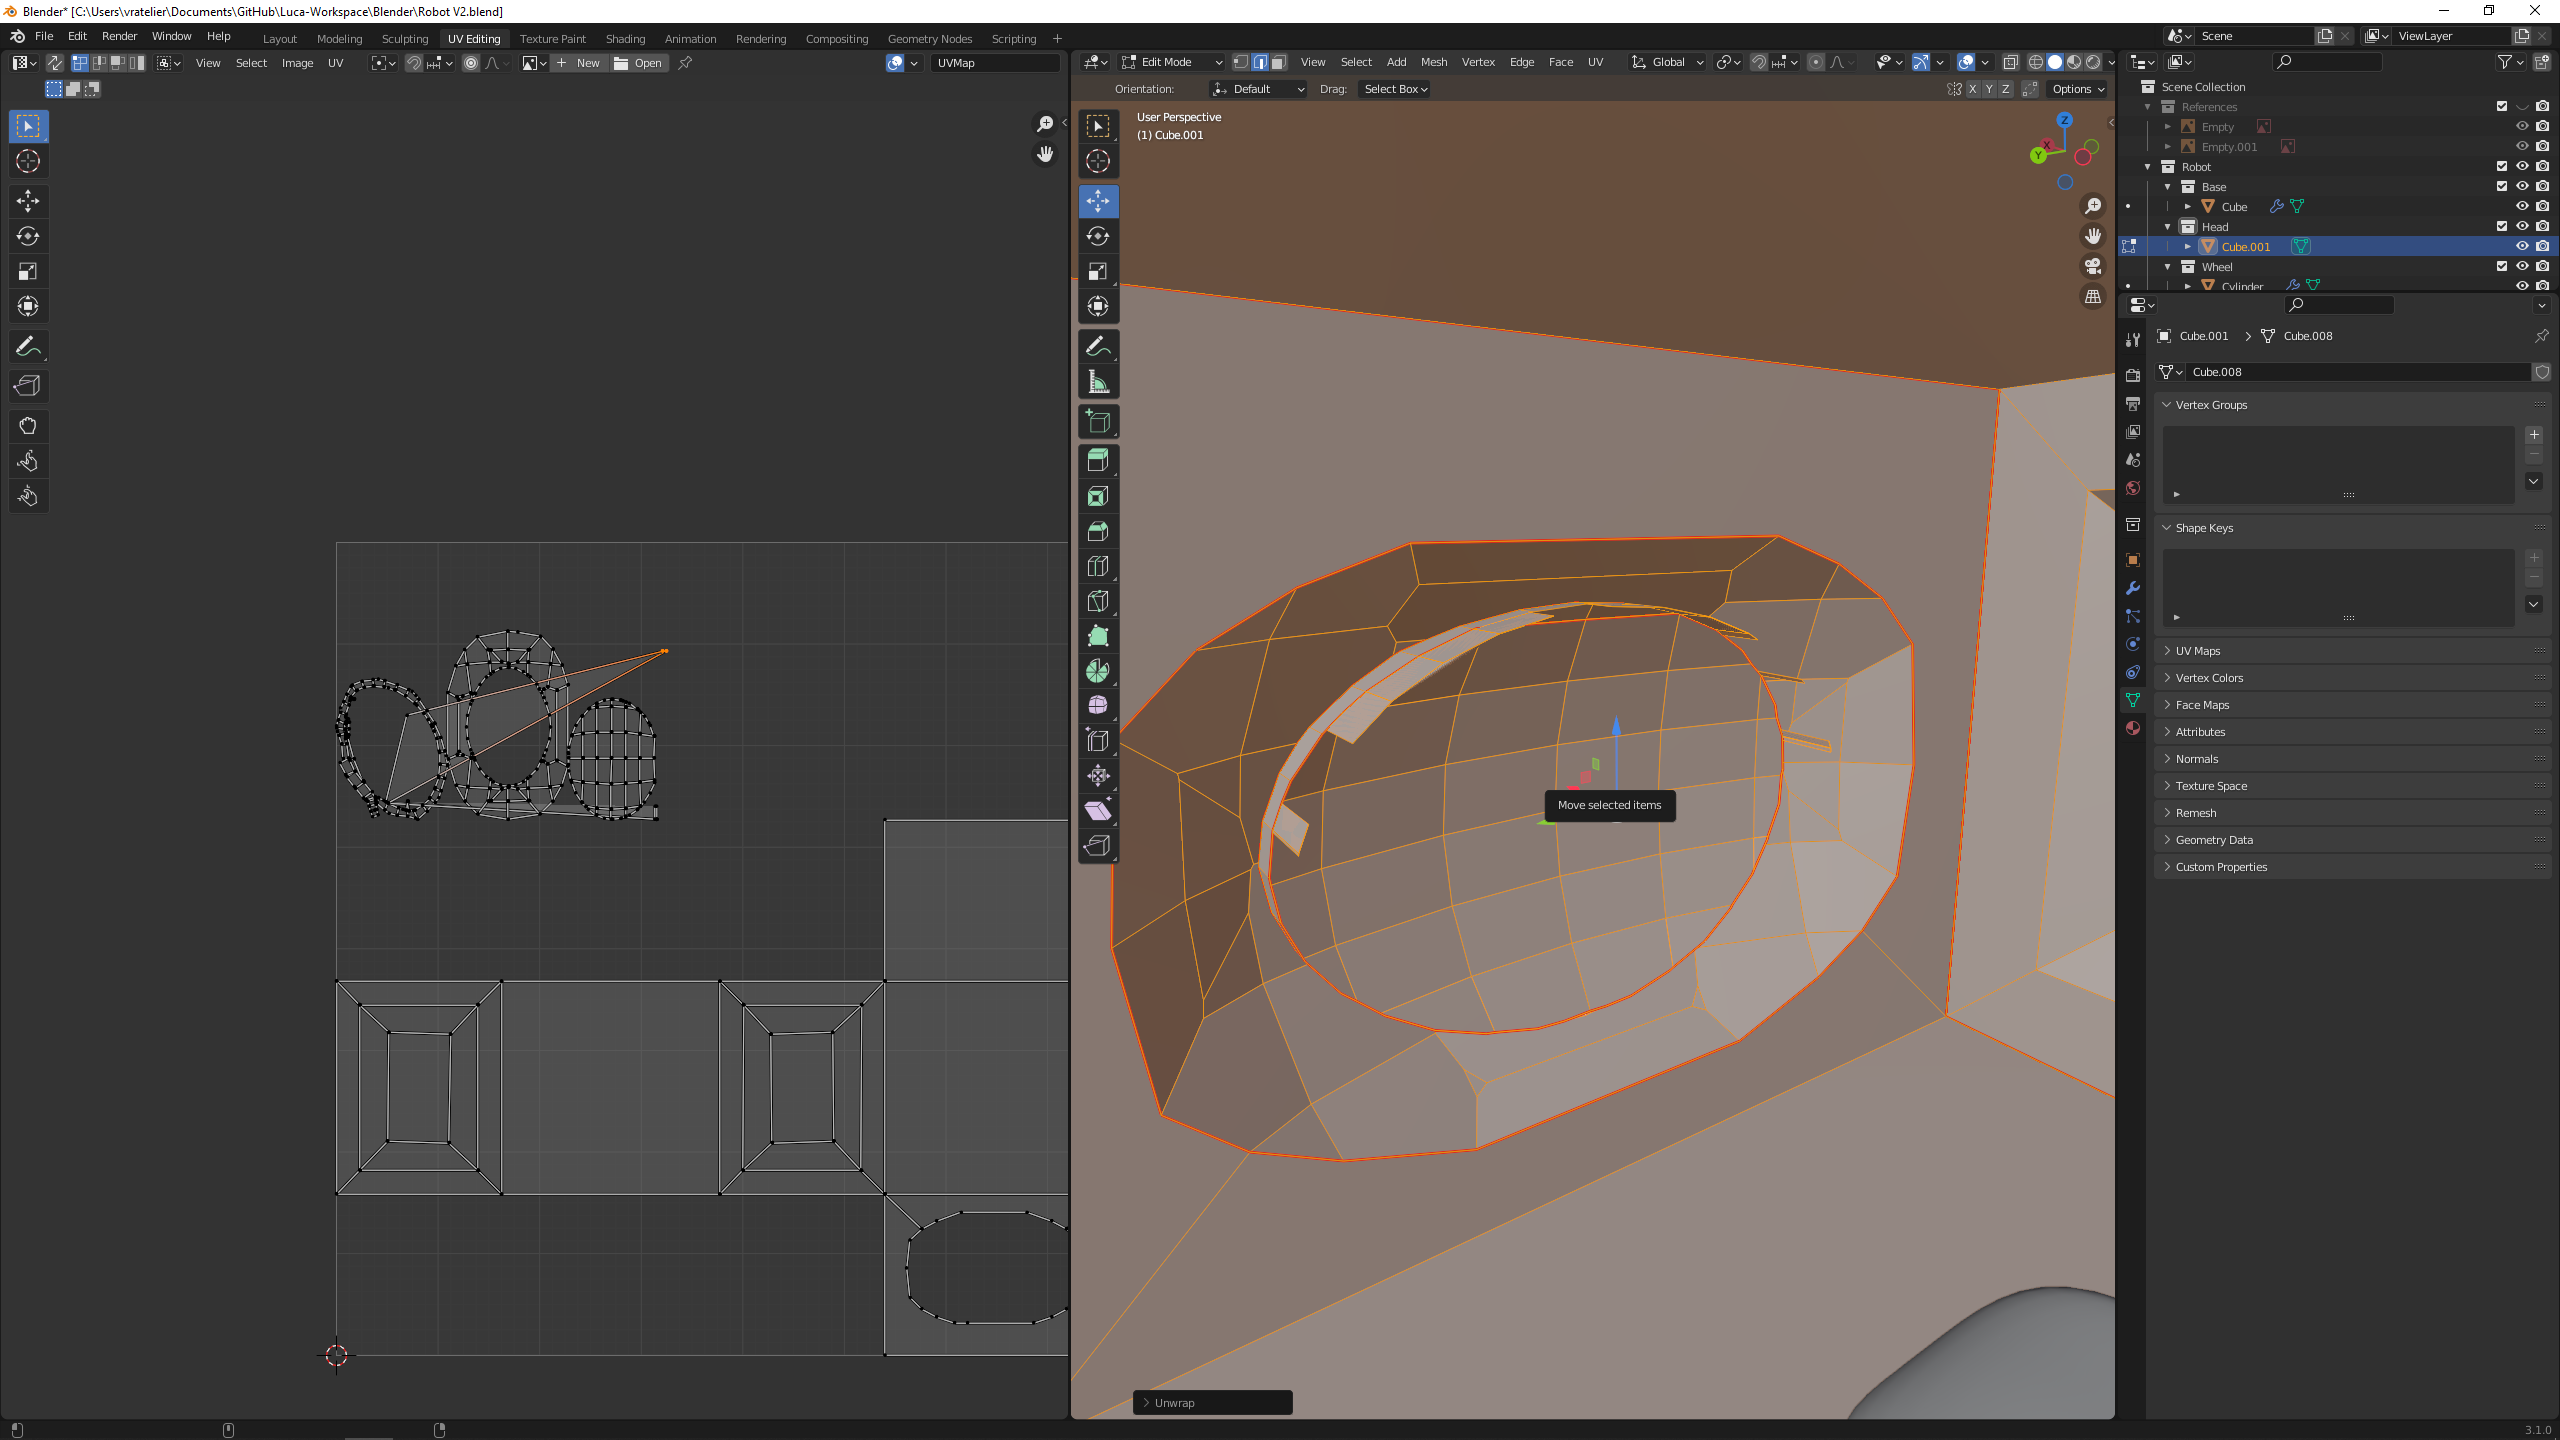 Blender* [C:\Users\vratelier\Documents\GitHub\Luca-Workspace\Blender\Robot V2.blend]
File Edit Render Window Help Layout Modeling Sculpting UV Editing Texture Paint Shading Animation Rendering Compositing Geometry Nodes Scripting + Scene ViewLayer
View Select Image UV + New Open UVMap
Edit Mode View Select Add Mesh Vertex Edge Face UV Global
Orientation: Default Drag: Select Box X Y Z Options
User Perspective
(1) Cube.001
Z
X
Y
Move selected items
Unwrap
Scene Collection
References
Empty
Empty.001
Robot
Base
Cube
Head
Cube.001
Wheel
Cylinder
Cube.001 > Cube.008
Cube.008
Vertex Groups
Shape Keys
UV Maps
Vertex Colors
Face Maps
Attributes
Normals
Texture Space
Remesh
Geometry Data
Custom Properties
3.1.0